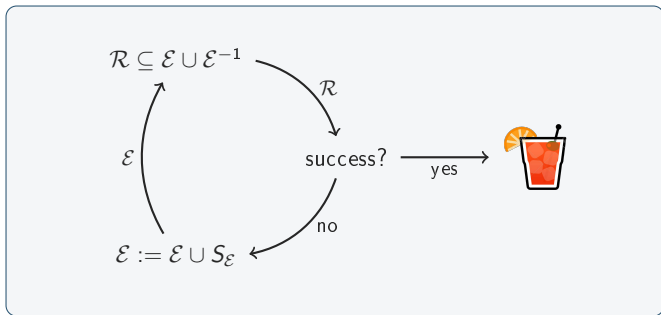 ℛ ⊆ ℰ ∪ ℰ⁻¹
ℛ
ℰ
success?
yes
no
ℰ := ℰ ∪ S_ℰ